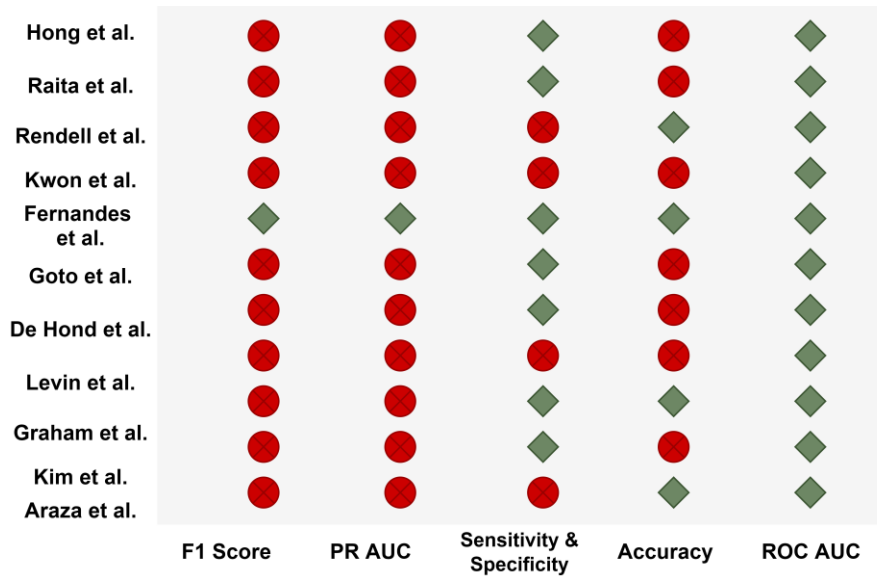 Hong et al.
Raita et al.
Rendell et al.
Kwon et al.
Fernandes
et al.
Goto et al.
De Hond et al.
Levin et al.
Graham et al.
Kim et al.
Araza et al.
F1 Score
PR AUC
Sensitivity &
Specificity
Accuracy
ROC AUC